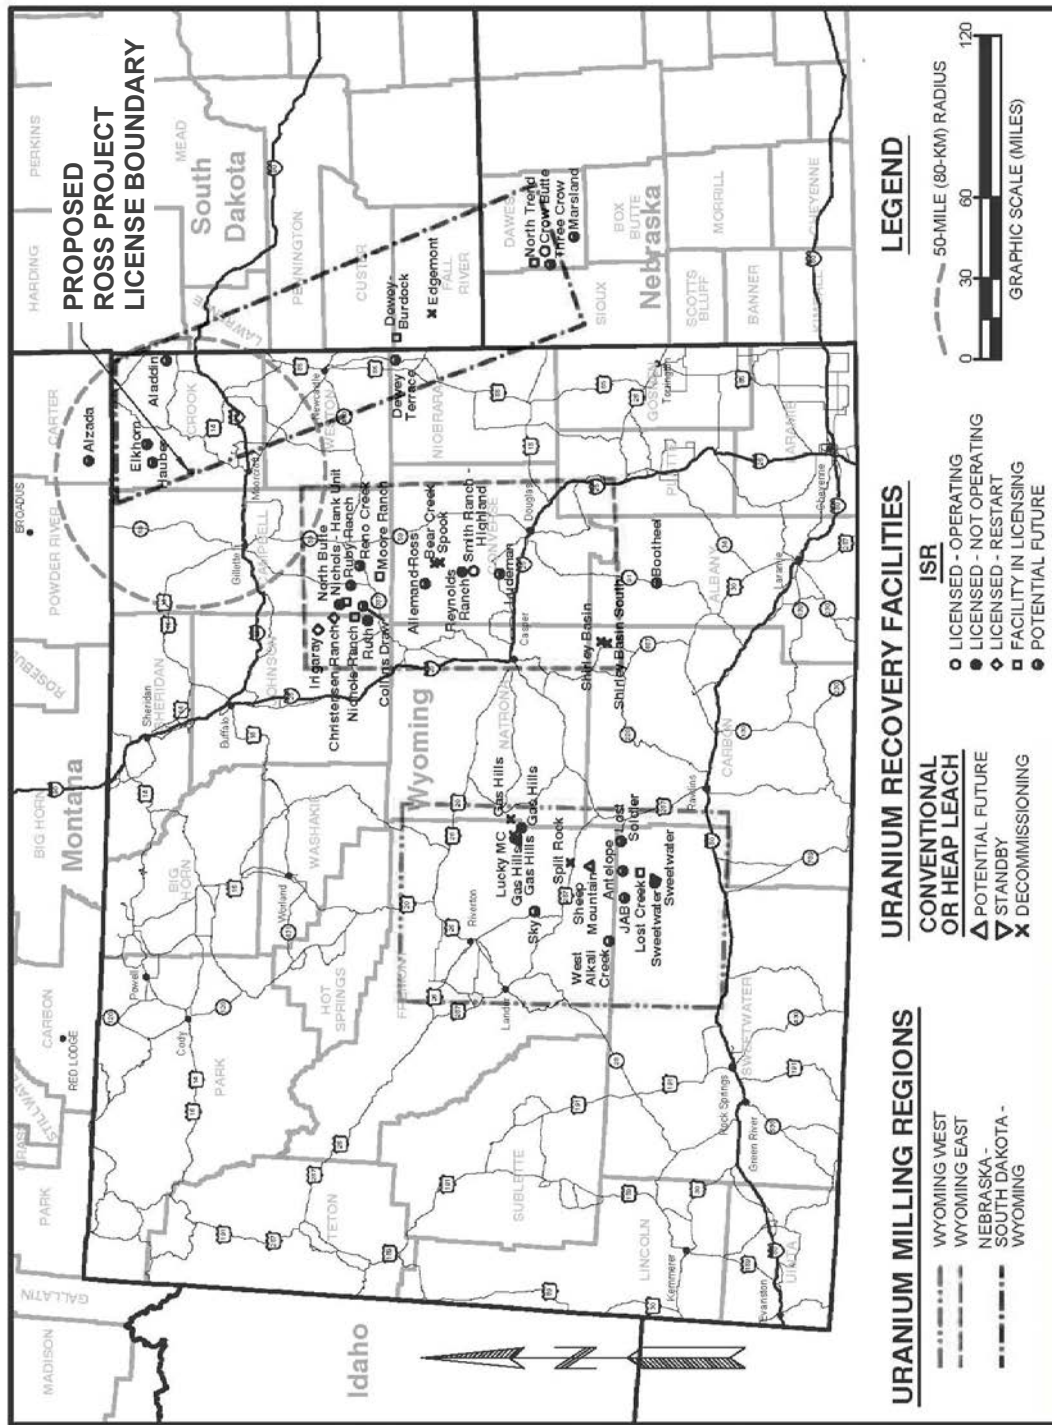 PROPOSED
ROSS PROJECT
LICENSE BOUNDARY
MADISON
GALLATIN
PARK
CARBON
RED LODGE
BIG HORN
Montana
POWDER RIVER
BROADUS
CARTER
HARDING
PERKINS
MEAD
South
Dakota
LAWRENCE
PENNINGTON
CUSTER
FALL
RIVER
Idaho
Wyoming
Nebraska
TETON
PARK
BIG
HORN
HOT
SPRINGS
WASHAKIE
SHERIDAN
JOHNSON
CAMPBELL
CROOK
WESTON
NIOBRARA
CONVERSE
NATRONA
FREMONT
SUBLETTE
LINCOLN
UINTA
SWEETWATER
CARBON
ALBANY
GOSHEN
LARAMIE
DAWES
SIOUX
BOX
BUTTE
SCOTTS
BLUFF
MORRILL
BANNER
CHEYENNE
Powell
Cody
Worland
Sheridan
Buffalo
Gillette
Moorcroft
Newcastle
Riverton
Lander
Casper
Douglas
Torrington
Rawlins
Laramie
Cheyenne
Rock Springs
Green River
Kemmerer
Evanston
Alzada
Elkhorn
Hauber
Aladdin
Irigaray
North Butte
Christensen Ranch
Nichols - Hank Unit
Nichols Ranch
Ruby Ranch
Ruth
Reno Creek
Collins Draw
Moore Ranch
Allemand-Ross
Bear Creek
Spook
Reynolds
Ranch
Smith Ranch
Highland
Ludeman
Dewey
Terrace
Dewey-
Burdock
Edgemont
North Trend
Crow Butte
Three Crow
Marsland
Shirley Basin
Shirley Basin South
Bootheel
Lucky MC
Gas Hills
Gas Hills
Gas Hills
Gas Hills
Sky
Split Rock
Sheep
Mountain
West
Alkali
Creek
Antelope
JAB
Lost
Soldier
Lost Creek
Sweetwater
Sweetwater
URANIUM MILLING REGIONS
WYOMING WEST
WYOMING EAST
NEBRASKA -
SOUTH DAKOTA -
WYOMING
URANIUM RECOVERY FACILITIES
CONVENTIONAL
OR HEAP LEACH
POTENTIAL FUTURE
STANDBY
DECOMMISSIONING
ISR
LICENSED - OPERATING
LICENSED - NOT OPERATING
LICENSED - RESTART
FACILITY IN LICENSING
POTENTIAL FUTURE
LEGEND
50-MILE (80-KM) RADIUS
0 30 60 120
GRAPHIC SCALE (MILES)
N